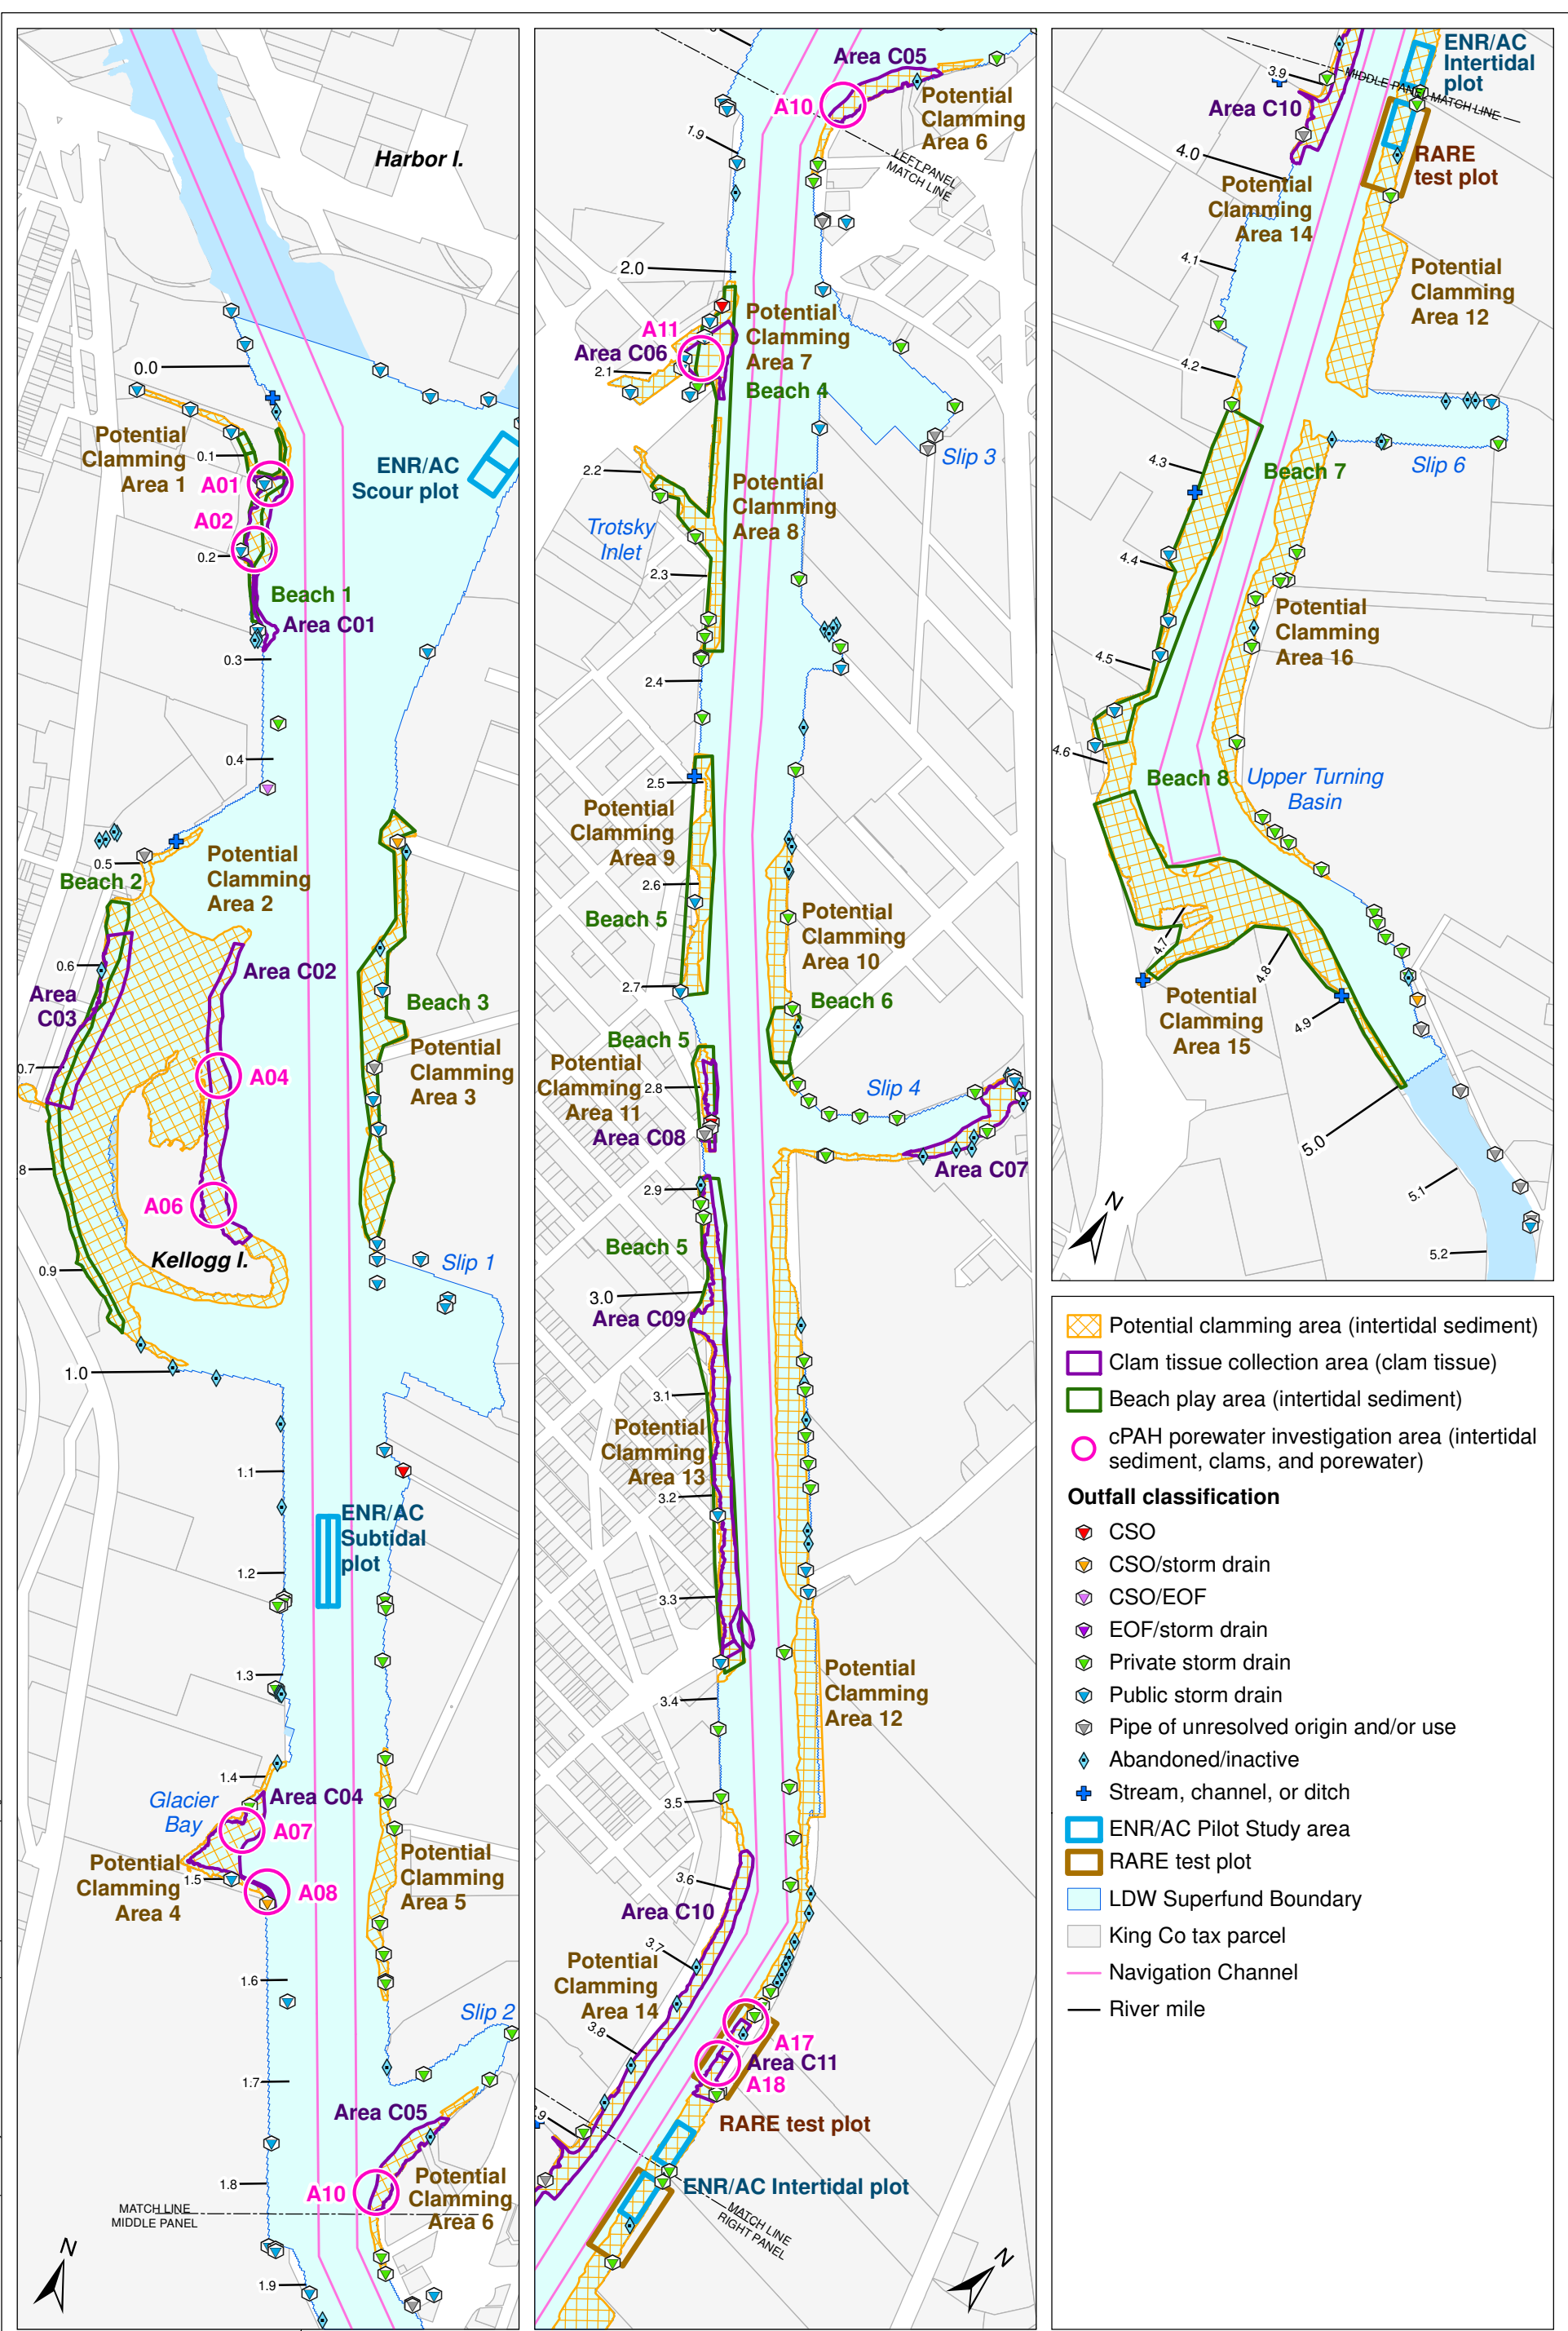 Harbor I.
0.0
Potential
Clamming
Area 1
0.1
A01
A02
0.2
ENR/AC
Scour plot
Beach 1
Area C01
0.3
0.4
0.5
Beach 2
Potential
Clamming
Area 2
0.6
Area
C03
Area C02
Beach 3
Potential
Clamming
Area 3
0.7
A04
8
A06
Kellogg I.
0.9
Slip 1
1.0
1.1
ENR/AC
Subtidal
plot
1.2
1.3
1.4
Glacier
Bay
Area C04
A07
Potential
Clamming
Area 4
1.5
A08
Potential
Clamming
Area 5
1.6
Slip 2
1.7
Area C05
1.8
A10
Potential
Clamming
Area 6
MATCH LINE
MIDDLE PANEL
1.9
N
Area C05
A10
Potential
Clamming
Area 6
1.9
LEFT PANEL
MATCH LINE
2.0
A11
Area C06
2.1
Potential
Clamming
Area 7
Beach 4
Slip 3
2.2
Trotsky
Inlet
Potential
Clamming
Area 8
2.3
2.4
2.5
Potential
Clamming
Area 9
2.6
Beach 5
Potential
Clamming
Area 10
2.7
Beach 6
Beach 5
Potential
Clamming
Area 11
2.8
Area C08
Slip 4
Area C07
2.9
Beach 5
3.0
Area C09
3.1
Potential
Clamming
Area 13
3.2
3.3
Potential
Clamming
Area 12
3.4
3.5
3.6
Area C10
3.7
Potential
Clamming
Area 14
3.8
A17
Area C11
A18
.9
RARE test plot
ENR/AC Intertidal plot
MATCH LINE
RIGHT PANEL
N
ENR/AC
Intertidal
plot
3.9
MIDDLE PANEL MATCH LINE
Area C10
4.0
RARE
test plot
Potential
Clamming
Area 14
4.1
Potential
Clamming
Area 12
4.2
4.3
Beach 7
Slip 6
4.4
Potential
Clamming
Area 16
4.5
4.6
Beach 8
Upper Turning
Basin
4.7
4.8
Potential
Clamming
Area 15
4.9
5.0
5.1
5.2
N
Potential clamming area (intertidal sediment)
Clam tissue collection area (clam tissue)
Beach play area (intertidal sediment)
cPAH porewater investigation area (intertidal
sediment, clams, and porewater)
Outfall classification
CSO
CSO/storm drain
CSO/EOF
EOF/storm drain
Private storm drain
Public storm drain
Pipe of unresolved origin and/or use
Abandoned/inactive
Stream, channel, or ditch
ENR/AC Pilot Study area
RARE test plot
LDW Superfund Boundary
King Co tax parcel
Navigation Channel
River mile